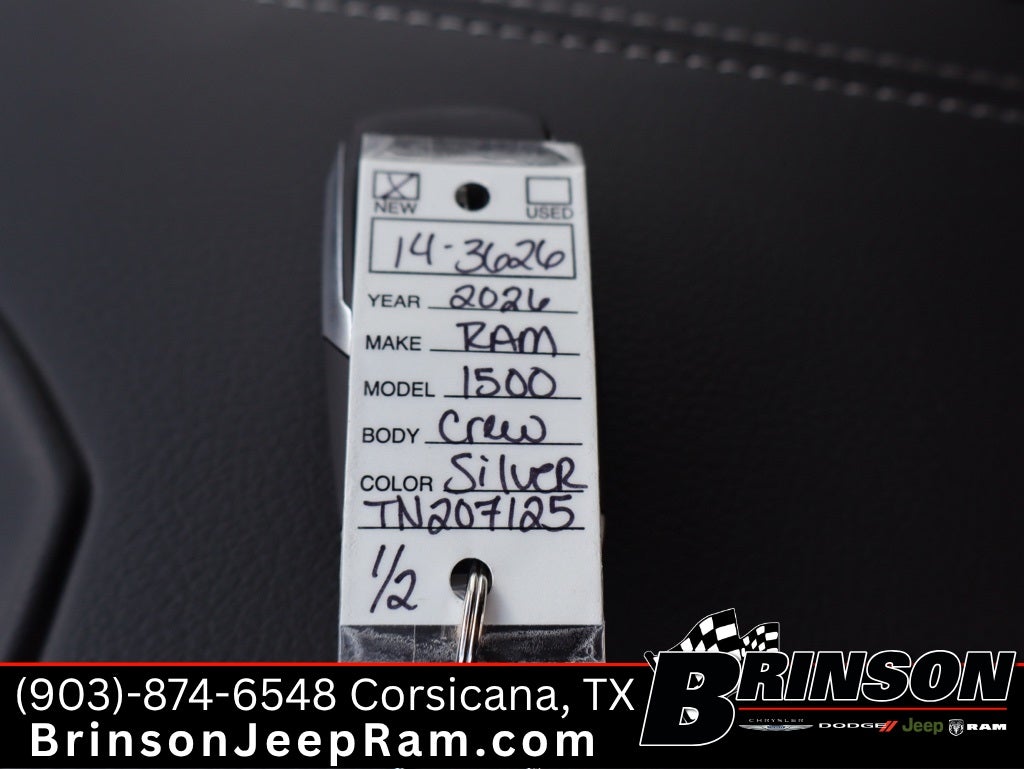 NEW USED
14-3626
YEAR 2026
MAKE RAM
MODEL 1500
BODY Crew
COLOR Silver
TN207125
1/2
(903)-874-6548 Corsicana, TX
BrinsonJeepRam.com
BRINSON
CHRYSLER DODGE Jeep RAM